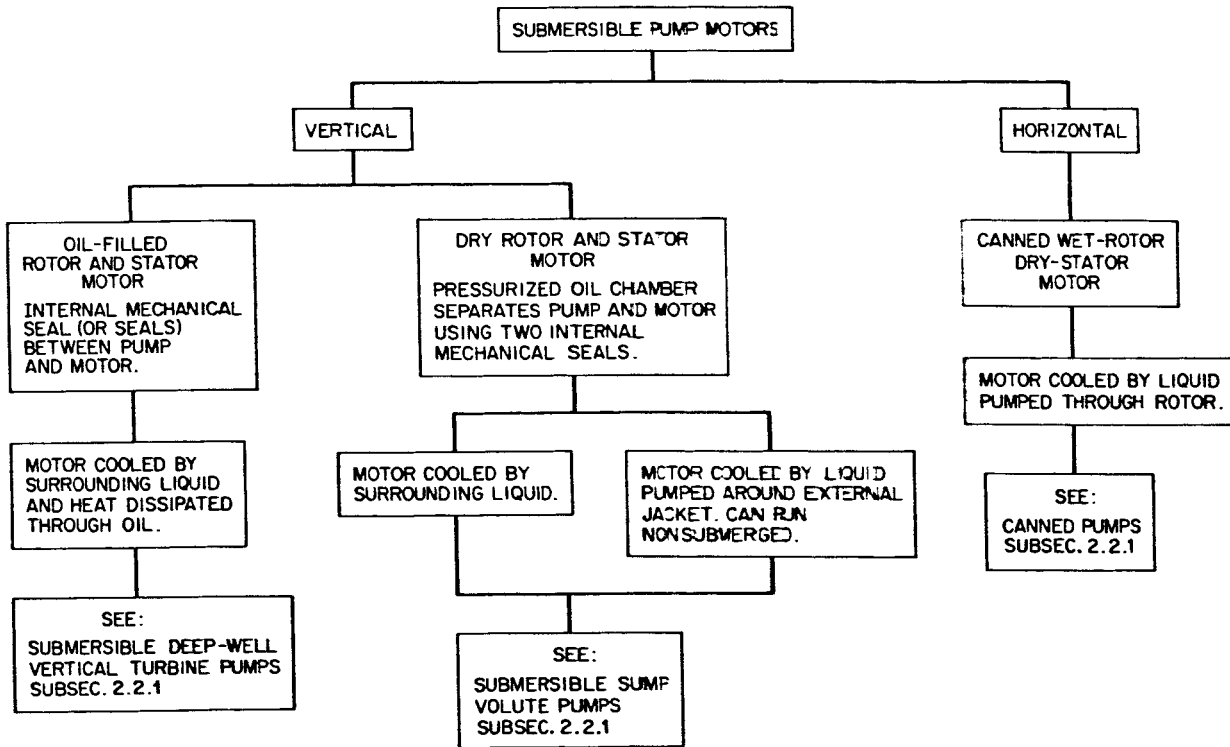 SUBMERSIBLE PUMP MOTORS
VERTICAL
HORIZONTAL
OIL-FILLED
ROTOR AND STATOR
MOTOR
INTERNAL MECHANICAL
SEAL (OR SEALS)
BETWEEN PUMP
AND MOTOR.
DRY ROTOR AND STATOR
MOTOR
PRESSURIZED OIL CHAMBER
SEPARATES PUMP AND MOTOR
USING TWO INTERNAL
MECHANICAL SEALS.
CANNED WET-ROTOR
DRY-STATOR
MOTOR
MOTOR COOLED BY
SURROUNDING LIQUID
AND HEAT DISSIPATED
THROUGH OIL.
MOTOR COOLED BY
SURROUNDING LIQUID.
MOTOR COOLED BY LIQUID
PUMPED AROUND EXTERNAL
JACKET. CAN RUN
NONSUBMERGED.
MOTOR COOLED BY LIQUID
PUMPED THROUGH ROTOR.
SEE:
SUBMERSIBLE DEEP-WELL
VERTICAL TURBINE PUMPS
SUBSEC. 2.2.1
SEE:
SUBMERSIBLE SUMP
VOLUTE PUMPS
SUBSEC. 2.2.1
SEE:
CANNED PUMPS
SUBSEC. 2.2.1